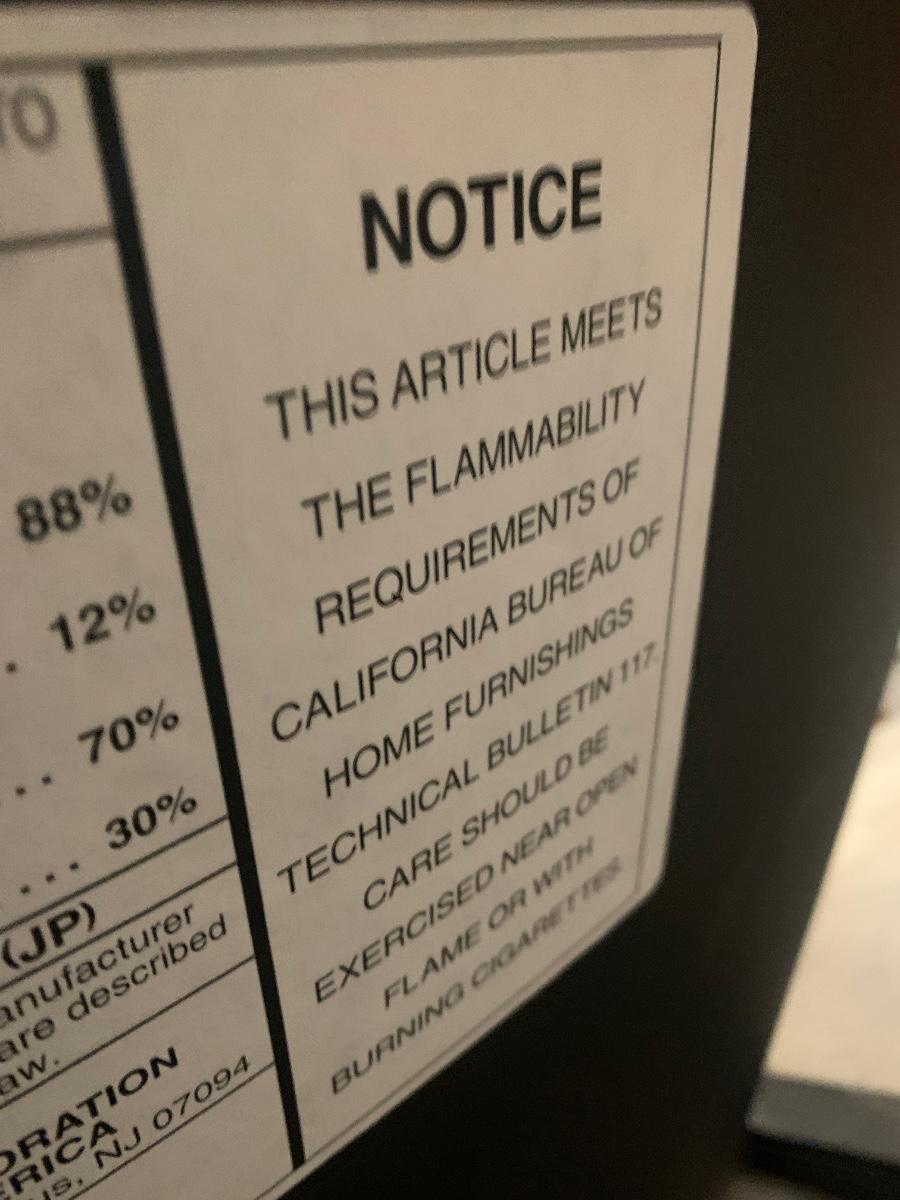 TO
88%
. 12%
... 70%
... 30%
(JP)
anufacturer
are described
aw.
ORATION
ERICA
us, NJ 07094
NOTICE
THIS ARTICLE MEETS
THE FLAMMABILITY
REQUIREMENTS OF
CALIFORNIA BUREAU OF
HOME FURNISHINGS
TECHNICAL BULLETIN 117.
CARE SHOULD BE
EXERCISED NEAR OPEN
FLAME OR WITH
BURNING CIGARETTES.